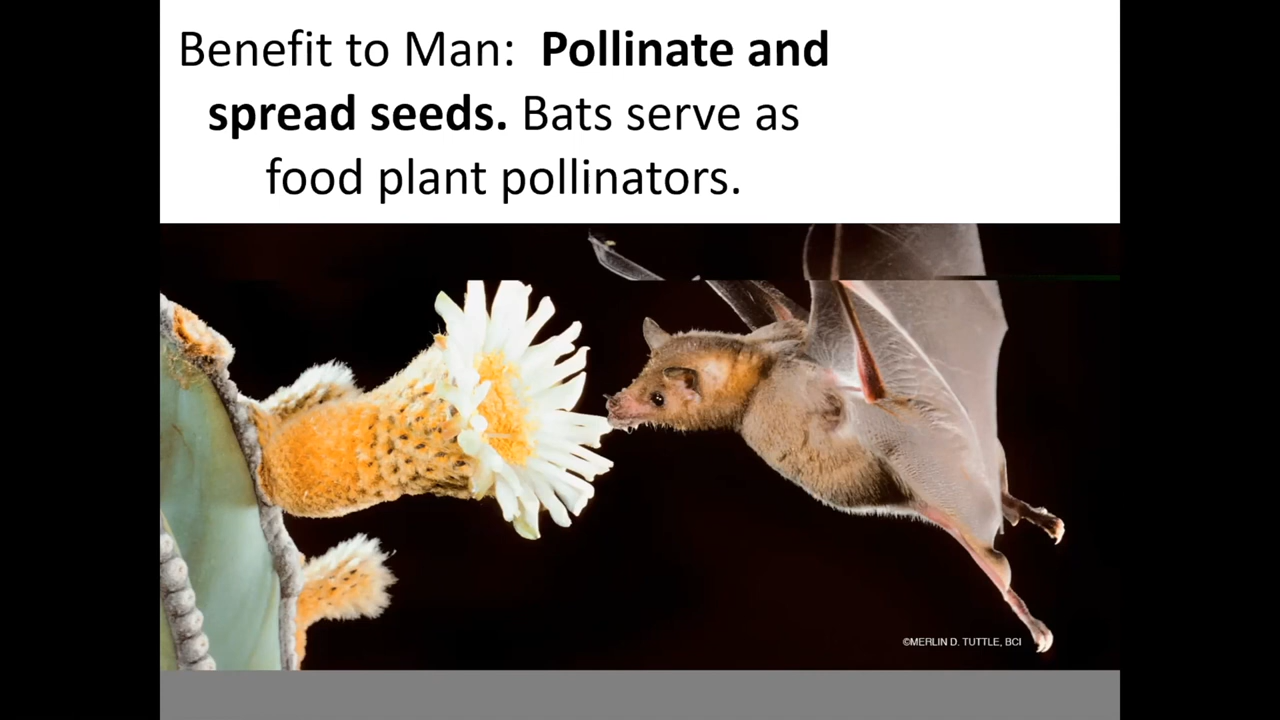 Benefit to Man: Pollinate and
spread seeds. Bats serve as
food plant pollinators.
©MERLIN D. TUTTLE, BCI